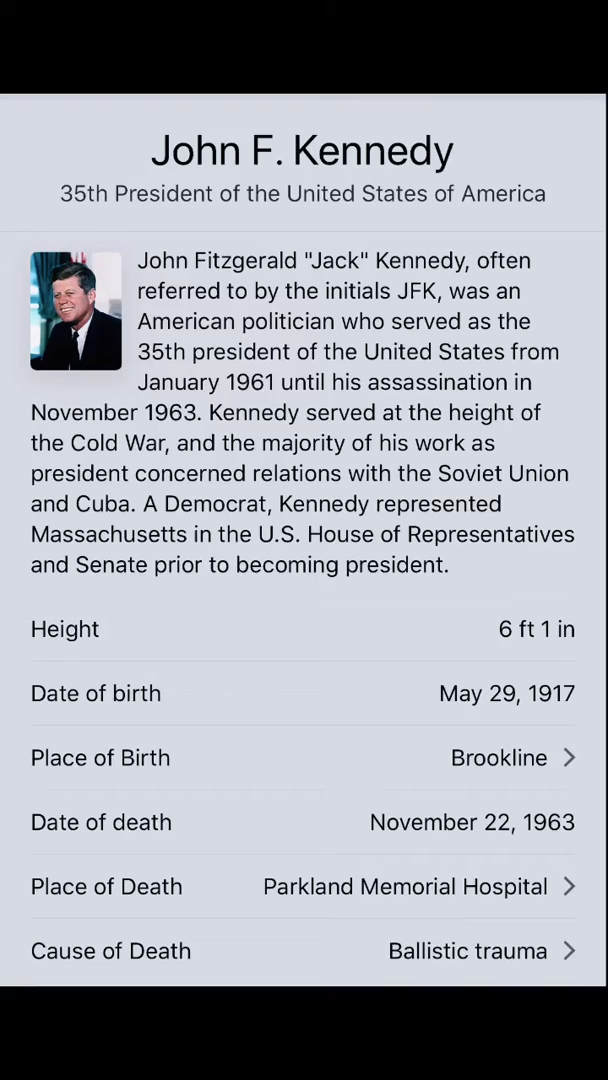 John F. Kennedy
35th President of the United States of America
John Fitzgerald "Jack" Kennedy, often
referred to by the initials JFK, was an
American politician who served as the
35th president of the United States from
January 1961 until his assassination in
November 1963. Kennedy served at the height of
the Cold War, and the majority of his work as
president concerned relations with the Soviet Union
and Cuba. A Democrat, Kennedy represented
Massachusetts in the U.S. House of Representatives
and Senate prior to becoming president.
Height 6 ft 1 in
Date of birth May 29, 1917
Place of Birth Brookline
Date of death November 22, 1963
Place of Death Parkland Memorial Hospital
Cause of Death Ballistic trauma